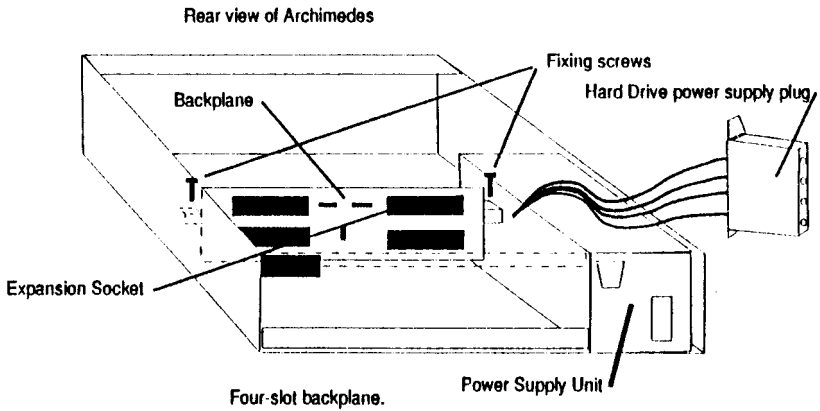 Rear view of Archimedes
Fixing screws
Hard Drive power supply plug
Backplane
Expansion Socket
Power Supply Unit
Four-slot backplane.